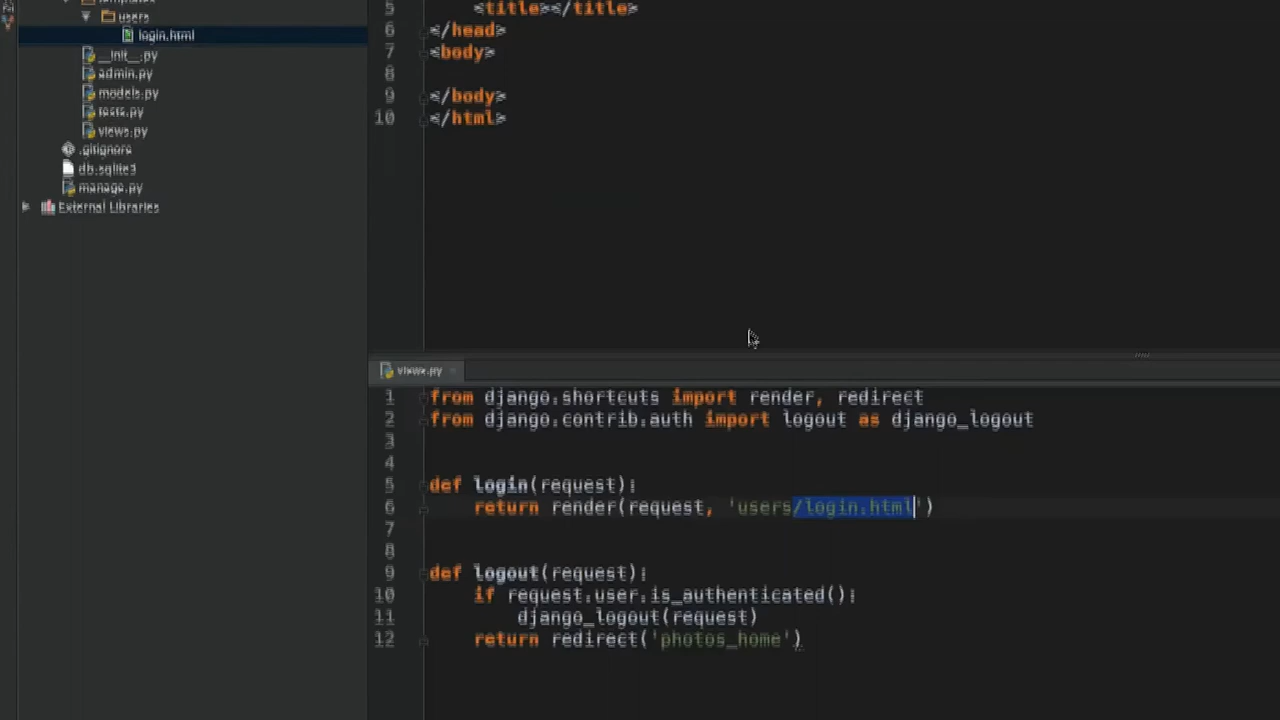 templates
users
login.html
__init__.py
admin.py
models.py
tests.py
views.py
.gitignore
db.sqlite3
manage.py
External Libraries
5 <title></title>
6 </head>
7 <body>
8
9 </body>
10 </html>
views.py
1 from django.shortcuts import render, redirect
2 from django.contrib.auth import logout as django_logout
3
4
5 def login(request):
6 return render(request, 'users/login.html')
7
8
9 def logout(request):
10 if request.user.is_authenticated():
11 django_logout(request)
12 return redirect('photos_home')